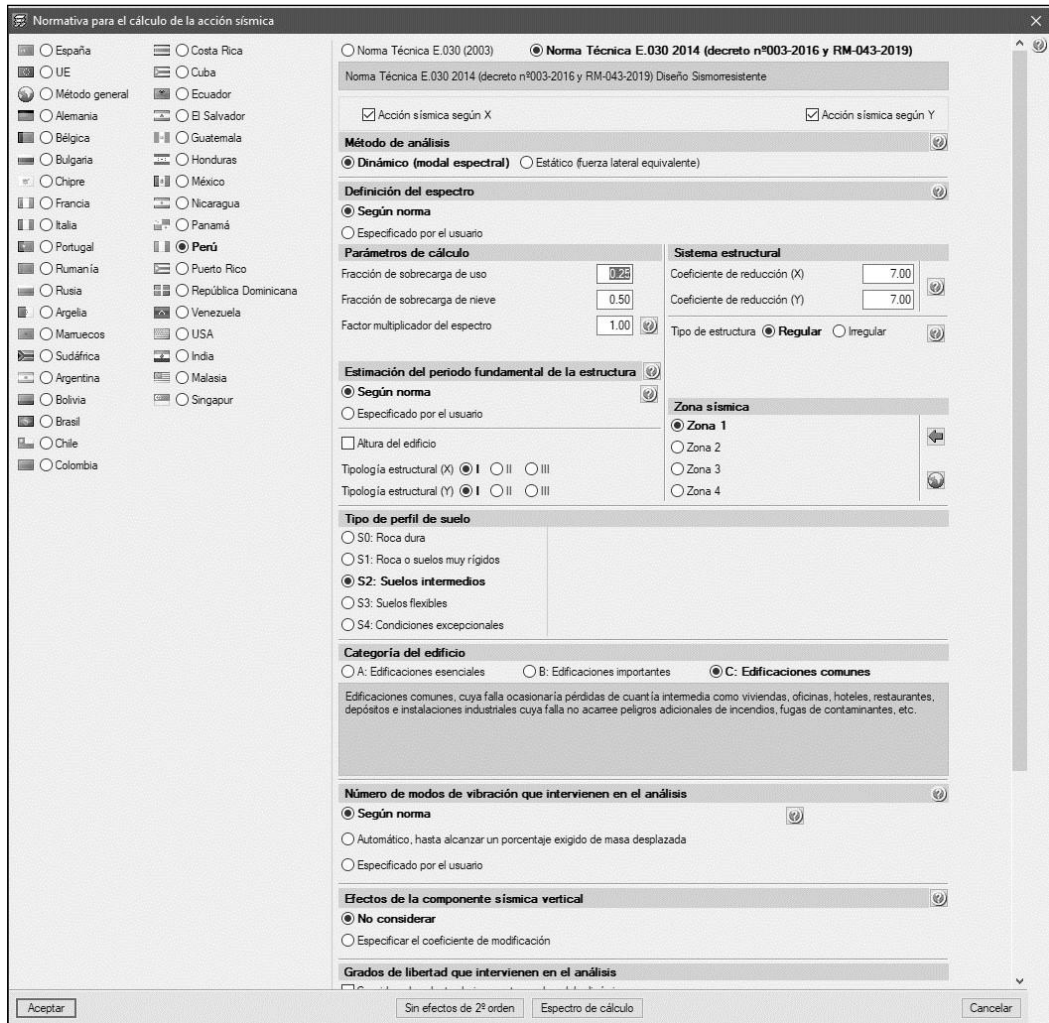 Normativa para el cálculo de la acción sísmica
España
UE
Método general
Alemania
Bélgica
Bulgaria
Chipre
Francia
Italia
Portugal
Rumanía
Rusia
Argelia
Marruecos
Sudáfrica
Argentina
Bolivia
Brasil
Chile
Colombia
Costa Rica
Cuba
Ecuador
El Salvador
Guatemala
Honduras
México
Nicaragua
Panamá
Perú
Puerto Rico
República Dominicana
Venezuela
USA
India
Malasia
Singapur
Norma Técnica E.030 (2003) Norma Técnica E.030 2014 (decreto nº003-2016 y RM-043-2019)
Norma Técnica E.030 2014 (decreto nº003-2016 y RM-043-2019) Diseño Sismorresistente
Acción sísmica según X Acción sísmica según Y
Método de análisis
Dinámico (modal espectral) Estático (fuerza lateral equivalente)
Definición del espectro
Según norma
Especificado por el usuario
Parámetros de cálculo
Fracción de sobrecarga de uso 0.25
Fracción de sobrecarga de nieve 0.50
Factor multiplicador del espectro 1.00
Sistema estructural
Coeficiente de reducción (X) 7.00
Coeficiente de reducción (Y) 7.00
Tipo de estructura Regular Irregular
Estimación del periodo fundamental de la estructura
Según norma
Especificado por el usuario
Altura del edificio
Tipología estructural (X) I II III
Tipología estructural (Y) I II III
Zona sísmica
Zona 1
Zona 2
Zona 3
Zona 4
Tipo de perfil de suelo
S0: Roca dura
S1: Roca o suelos muy rígidos
S2: Suelos intermedios
S3: Suelos flexibles
S4: Condiciones excepcionales
Categoría del edificio
A: Edificaciones esenciales B: Edificaciones importantes C: Edificaciones comunes
Edificaciones comunes, cuya falla ocasionaría pérdidas de cuantía intermedia como viviendas, oficinas, hoteles, restaurantes,
depósitos e instalaciones industriales cuya falla no acarree peligros adicionales de incendios, fugas de contaminantes, etc.
Número de modos de vibración que intervienen en el análisis
Según norma
Automático, hasta alcanzar un porcentaje exigido de masa desplazada
Especificado por el usuario
Efectos de la componente sísmica vertical
No considerar
Especificar el coeficiente de modificación
Grados de libertad que intervienen en el análisis
Aceptar Sin efectos de 2º orden Espectro de cálculo Cancelar